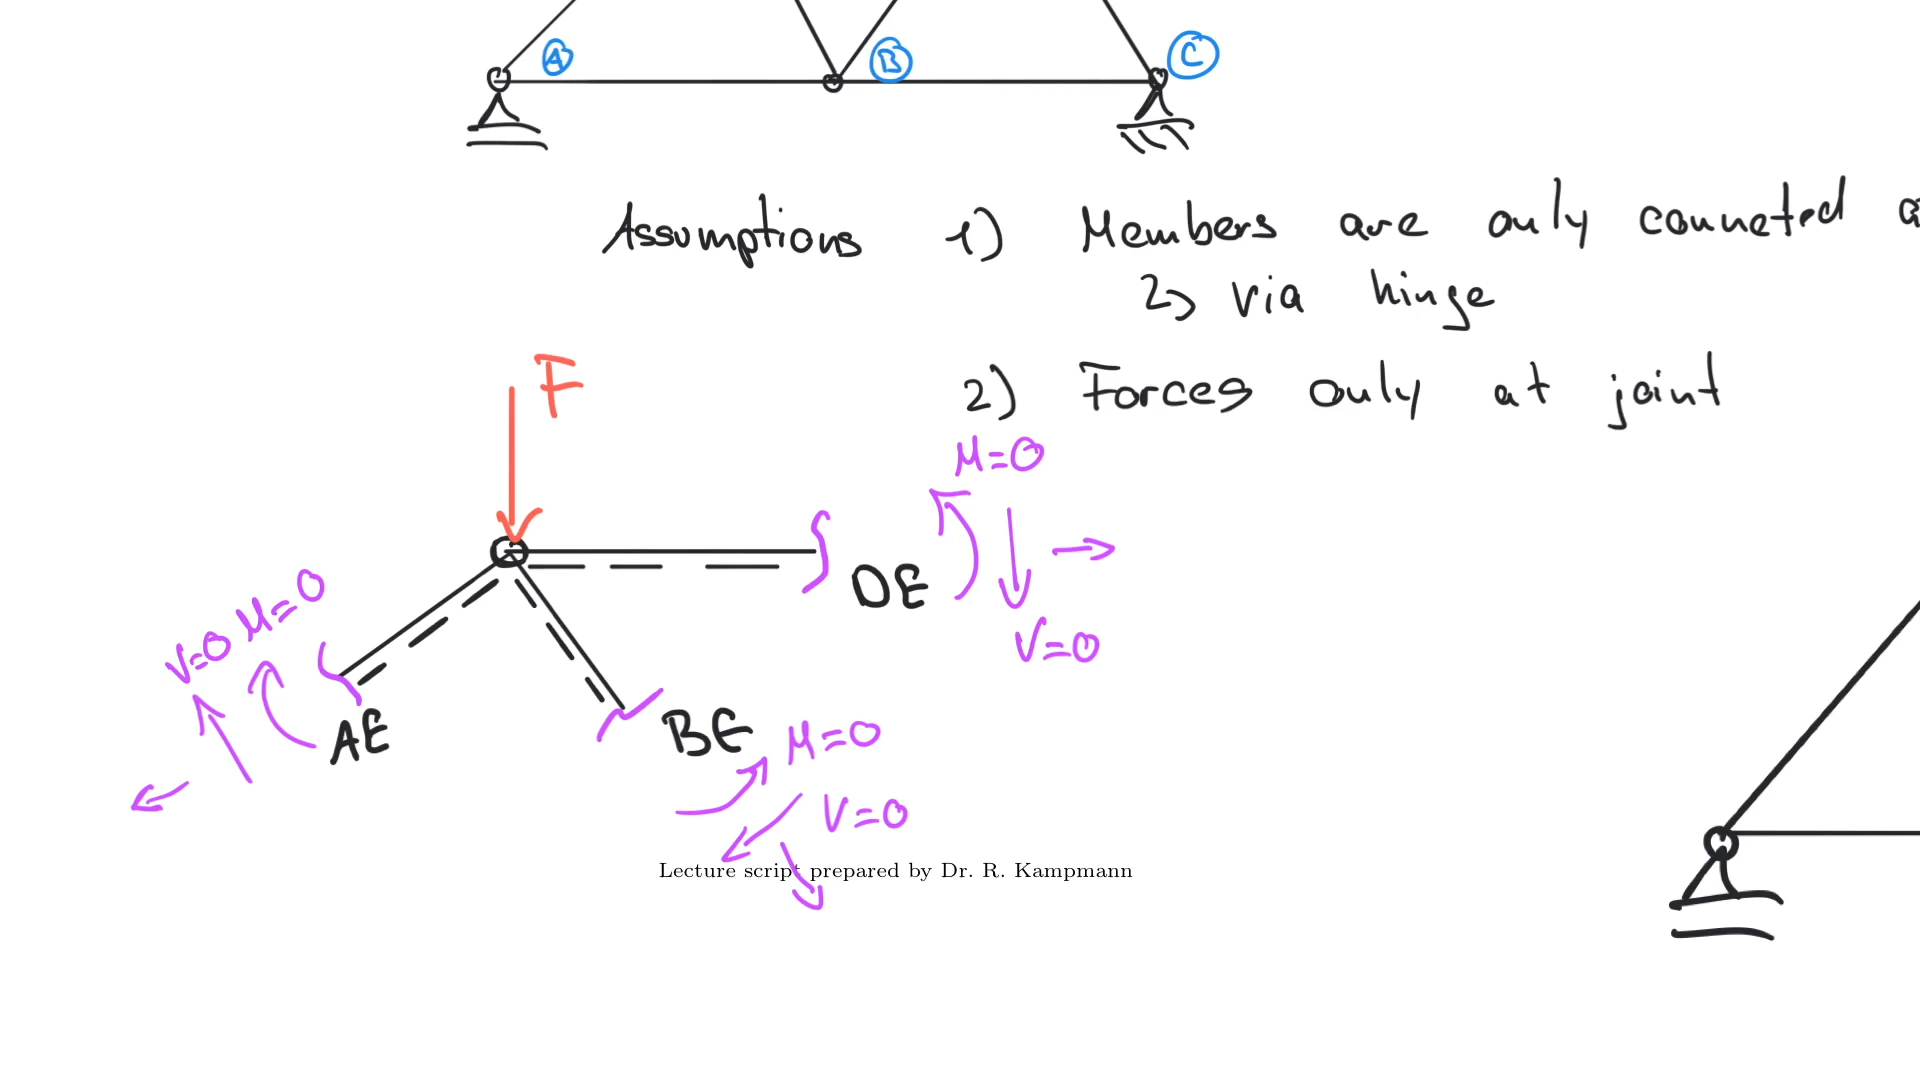 A B C
Assumptions 1) Members are only conneted
2) via hinge
F
2) Forces only at joint
M=0
DE
V=0
V=0 M=0
AE
BE M=0
V=0
Lecture script prepared by Dr. R. Kampmann